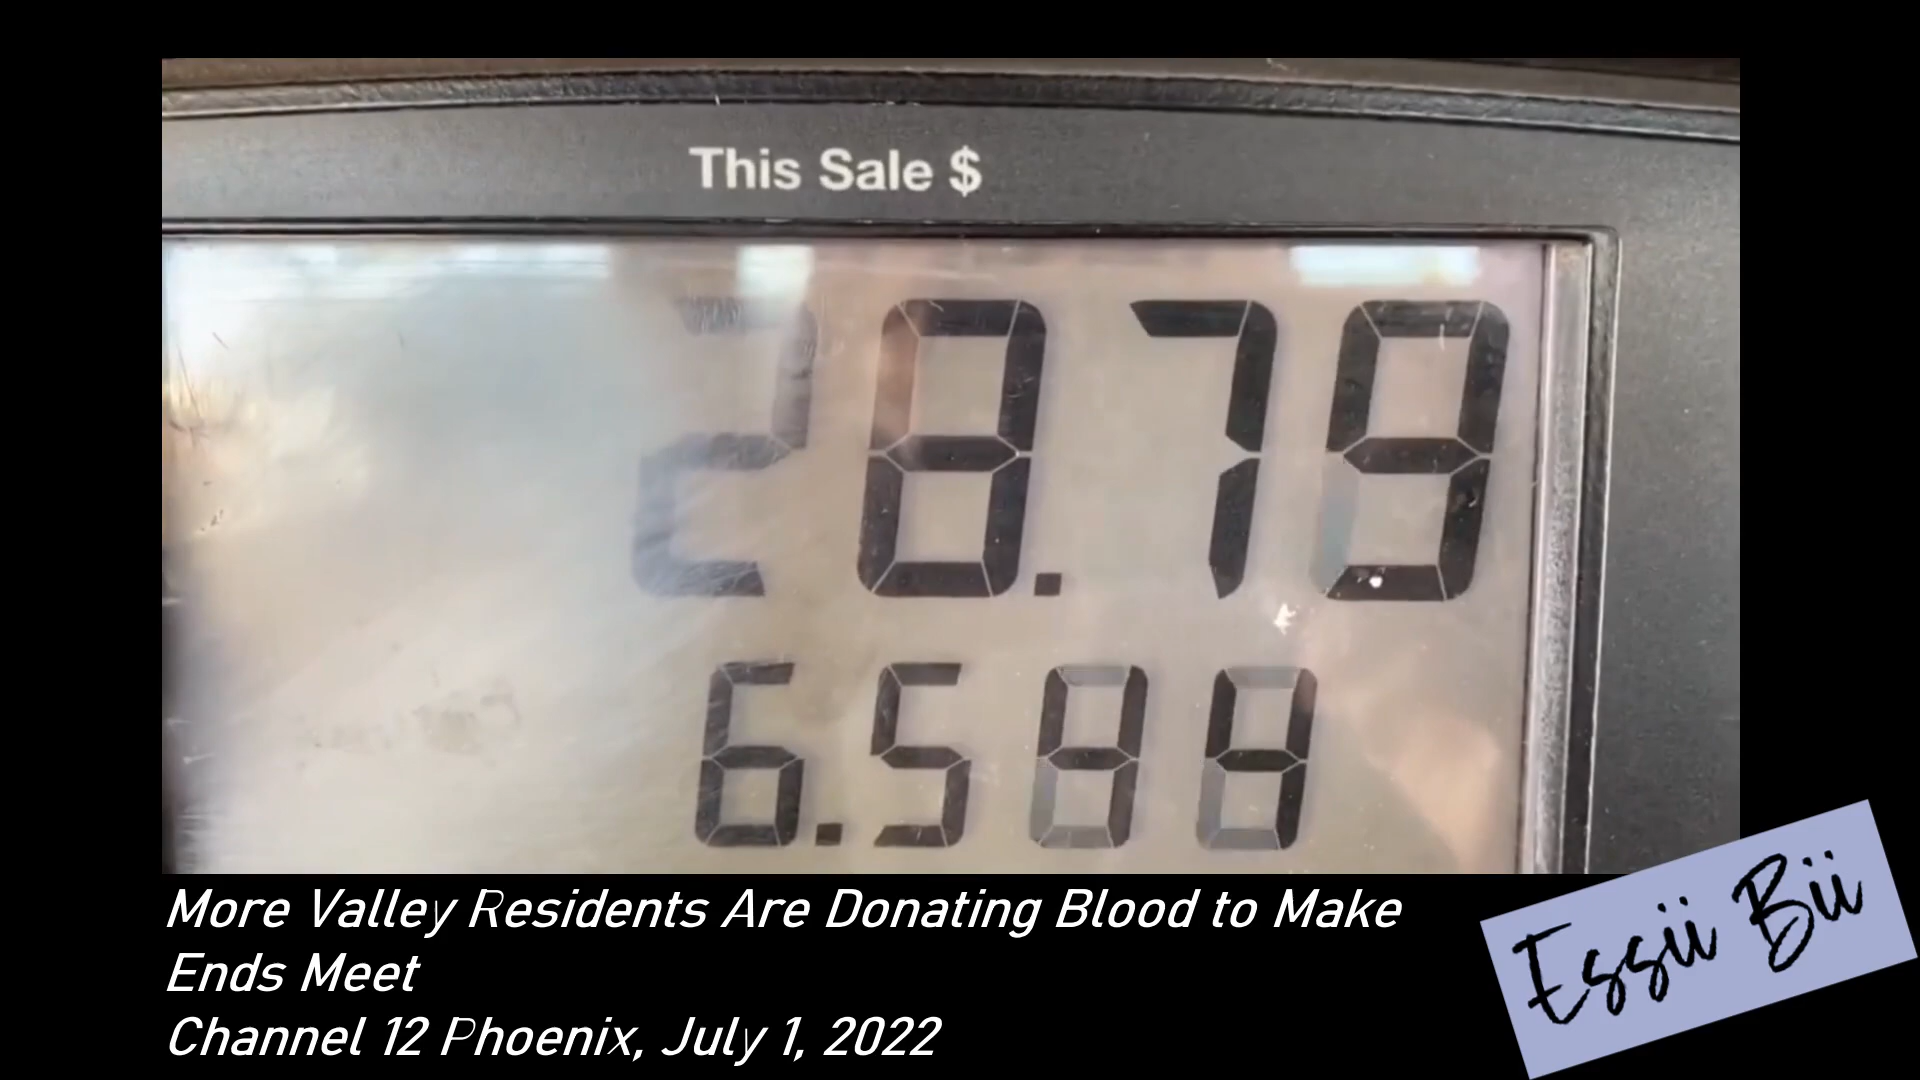 This Sale $
28.79
6.544
More Valley Residents Are Donating Blood to Make
Ends Meet
Channel 12 Phoenix, July 1, 2022
Essii Bii